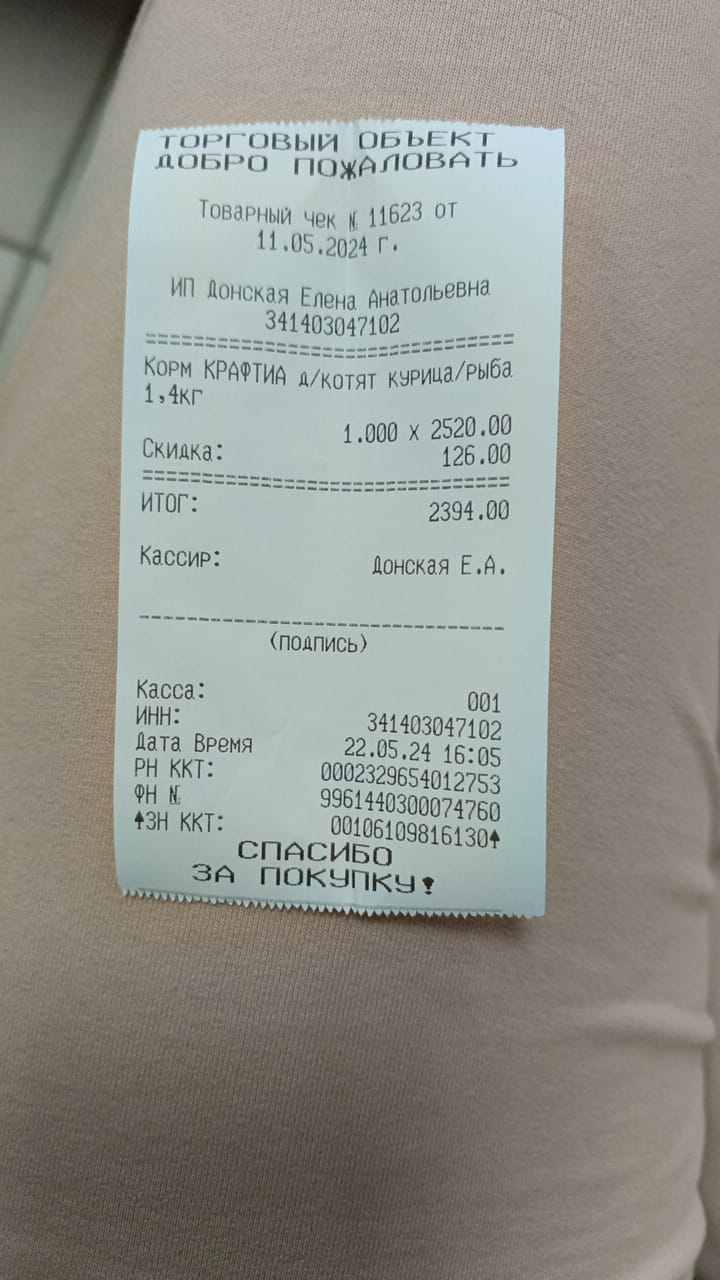 ТОРГОВЫЙ ОБЪЕКТ
ДОБРО ПОЖАЛОВАТЬ
Товарный чек № 11623 от
11.05.2024 г.
ИП Донская Елена Анатольевна
341403047102
================================
Корм КРАФТИА д/котят курица/рыба
1,4кг
1.000 x 2520.00
Скидка: 126.00
================================
ИТОГ: 2394.00
Кассир: Донская Е.А.
--------------------------------
(подпись)
Касса: 001
ИНН: 341403047102
Дата Время 22.05.24 16:05
РН ККТ: 0002329654012753
ФН № 9961440300074760
↑ЗН ККТ: 00106109816130↑
СПАСИБО
ЗА ПОКУПКУ!